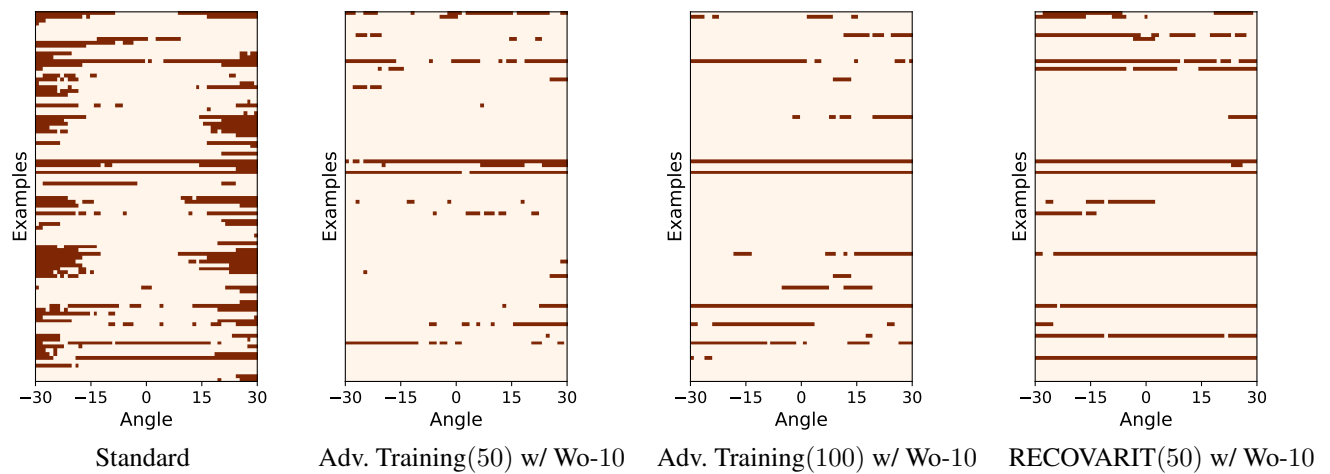 Examples
Examples
Examples
Examples
−30 −15 0 15 30
−30 −15 0 15 30
−30 −15 0 15 30
−30 −15 0 15 30
Angle
Angle
Angle
Angle
Standard
Adv. Training(50) w/ Wo-10
Adv. Training(100) w/ Wo-10
RECOVARIT(50) w/ Wo-10